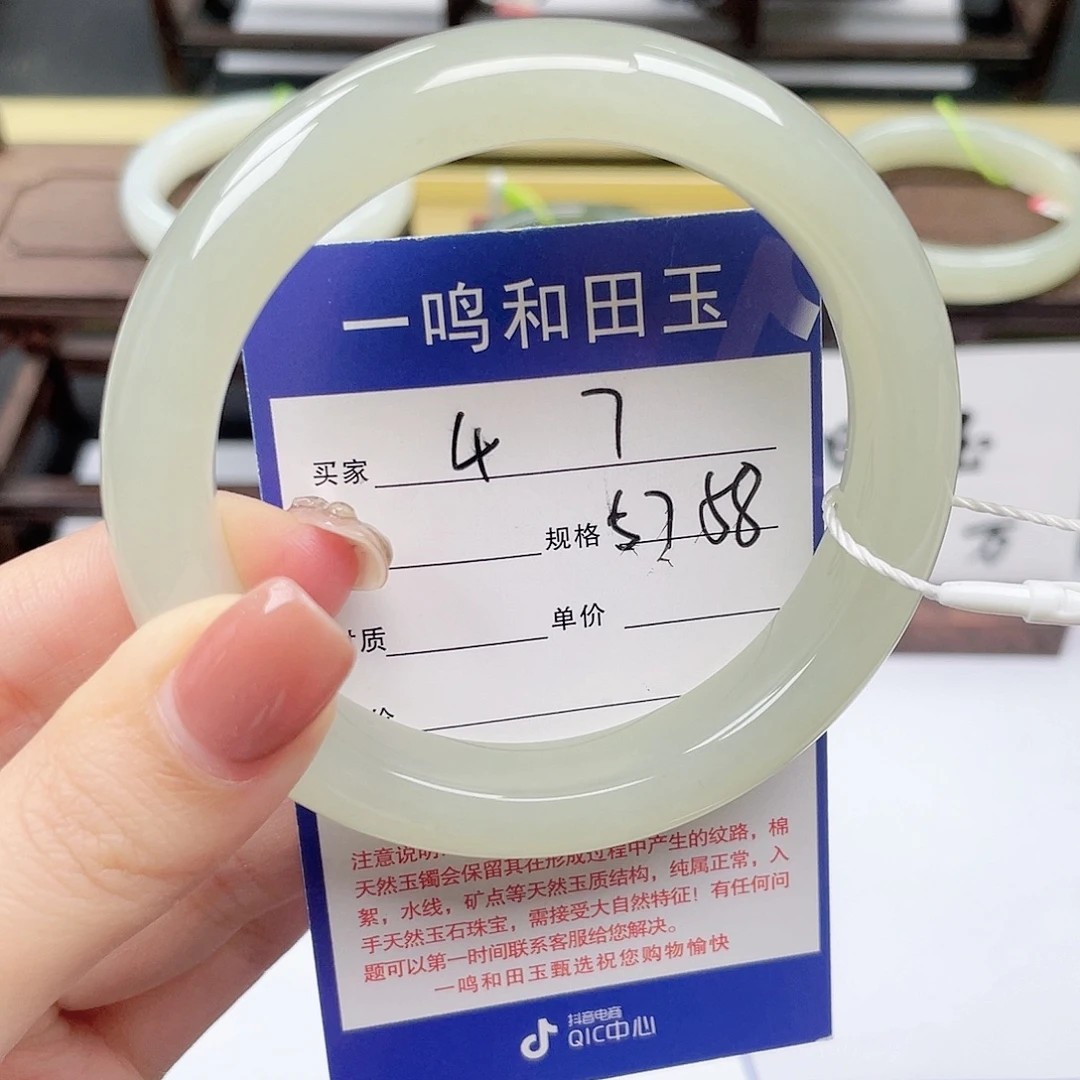 一鸣和田玉
买家 4 7
规格 57 58
质 单价
注意说明
天然玉镯会保留其在形成过程中产生的纹路，棉
絮，水线，矿点等天然玉质结构，纯属正常，入
手天然玉石珠宝，需接受大自然特征！有任何问
题可以第一时间联系客服给您解决。
一鸣和田玉甄选祝您购物愉快
抖音电商
QIC中心
万